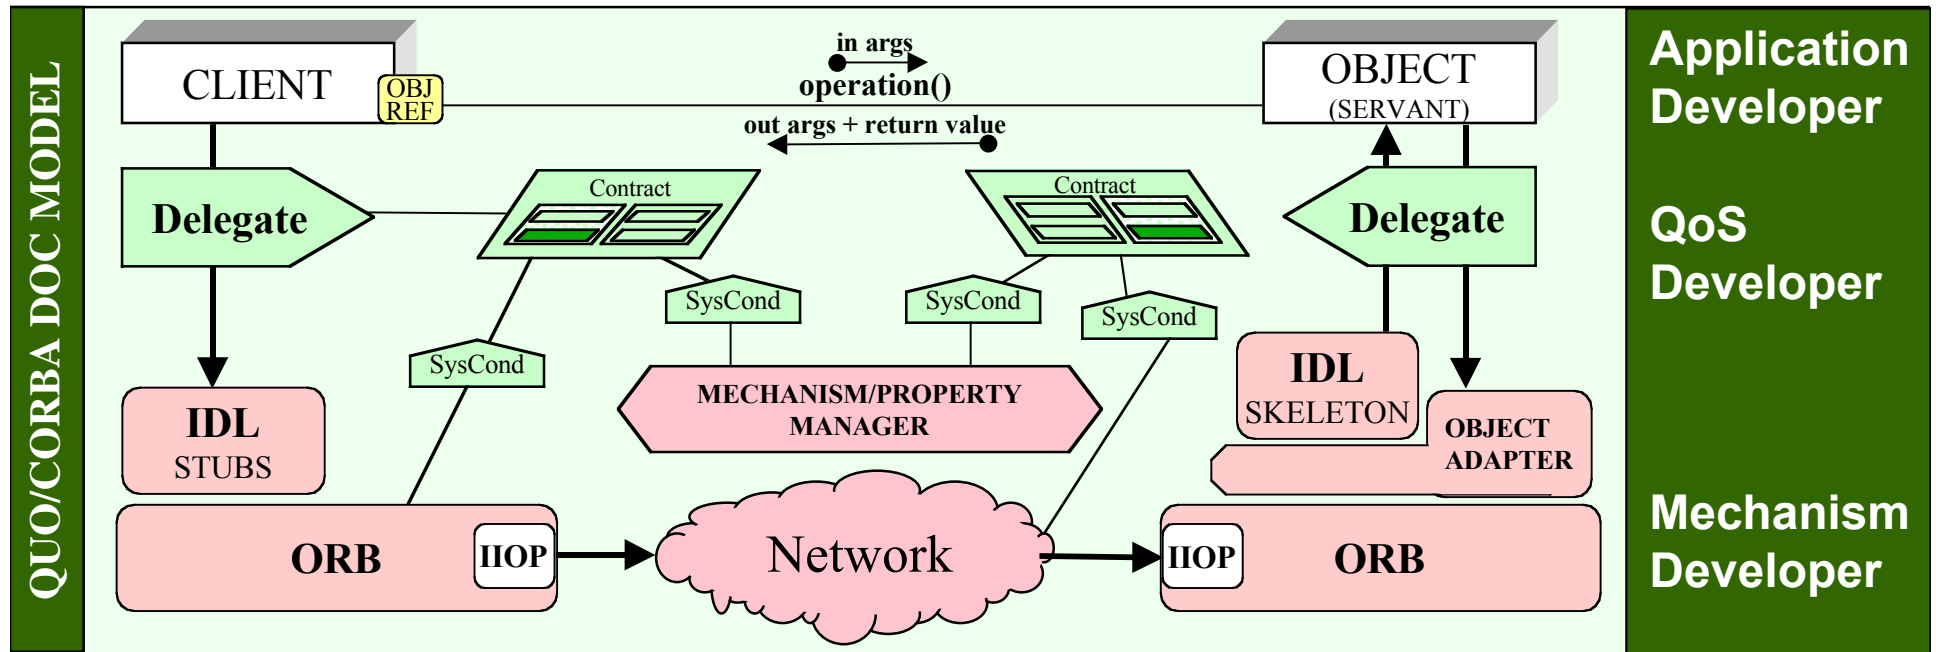 QUO/CORBA DOC MODEL
CLIENT
OBJ
REF
in args
operation()
out args + return value
OBJECT
(SERVANT)
Application
Developer
Delegate
Contract
Contract
Delegate
QoS
Developer
SysCond
SysCond
SysCond
SysCond
MECHANISM/PROPERTY
MANAGER
IDL
STUBS
IDL
SKELETON
OBJECT
ADAPTER
ORB
IIOP
Network
IIOP
ORB
Mechanism
Developer